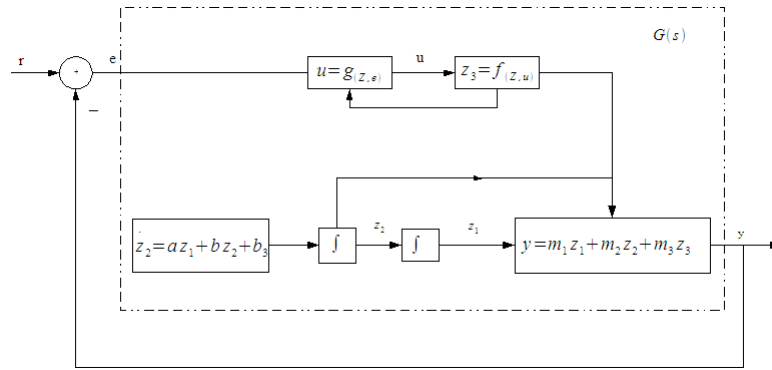 G(s)
r
+
e
u=g(Z,e)
u
z₃=f(Z,u)
−
ż₂=az₁+bz₂+b₃
∫
z₂
∫
z₁
y=m₁z₁+m₂z₂+m₃z₃
y